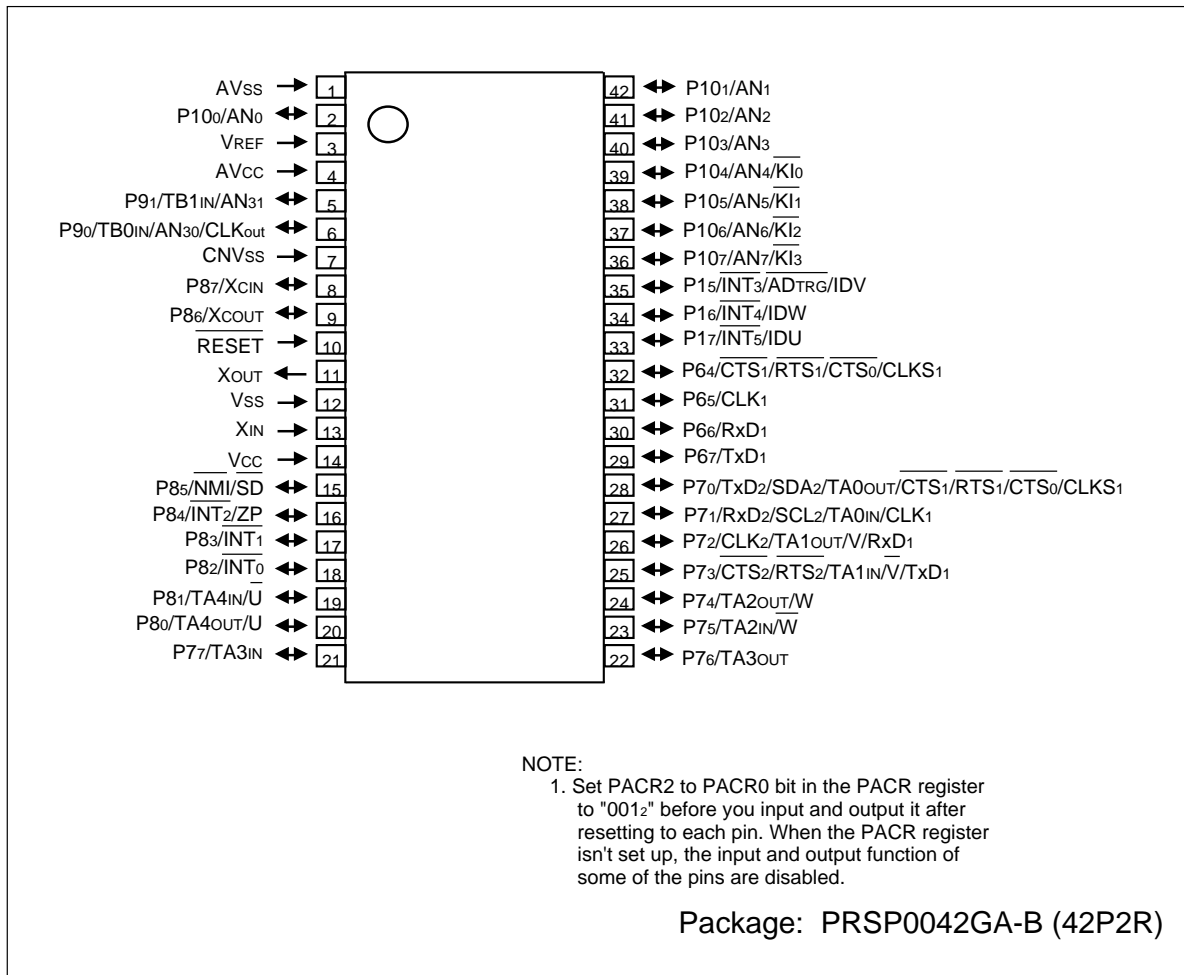 AVSS 1
P100/AN0 2
VREF 3
AVCC 4
P91/TB1IN/AN31 5
P90/TB0IN/AN30/CLKout 6
CNVSS 7
P87/XCIN 8
P86/XCOUT 9
RESET 10
XOUT 11
VSS 12
XIN 13
VCC 14
P85/NMI/SD 15
P84/INT2/ZP 16
P83/INT1 17
P82/INT0 18
P81/TA4IN/U 19
P80/TA4OUT/U 20
P77/TA3IN 21
42 P101/AN1
41 P102/AN2
40 P103/AN3
39 P104/AN4/KI0
38 P105/AN5/KI1
37 P106/AN6/KI2
36 P107/AN7/KI3
35 P15/INT3/ADTRG/IDV
34 P16/INT4/IDW
33 P17/INT5/IDU
32 P64/CTS1/RTS1/CTS0/CLKS1
31 P65/CLK1
30 P66/RxD1
29 P67/TxD1
28 P70/TxD2/SDA2/TA0OUT/CTS1/RTS1/CTS0/CLKS1
27 P71/RxD2/SCL2/TA0IN/CLK1
26 P72/CLK2/TA1OUT/V/RxD1
25 P73/CTS2/RTS2/TA1IN/V/TxD1
24 P74/TA2OUT/W
23 P75/TA2IN/W
22 P76/TA3OUT
NOTE:
1. Set PACR2 to PACR0 bit in the PACR register
to "0012" before you input and output it after
resetting to each pin. When the PACR register
isn't set up, the input and output function of
some of the pins are disabled.
Package: PRSP0042GA-B (42P2R)